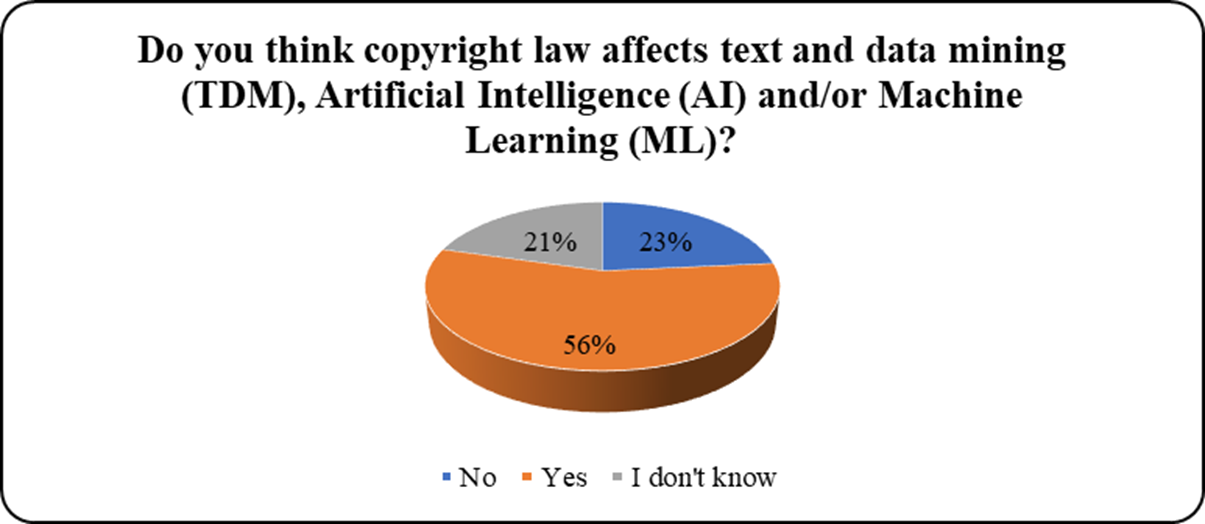 Do you think copyright law affects text and data mining
(TDM), Artificial Intelligence (AI) and/or Machine
Learning (ML)?
21%
23%
56%
No Yes I don't know